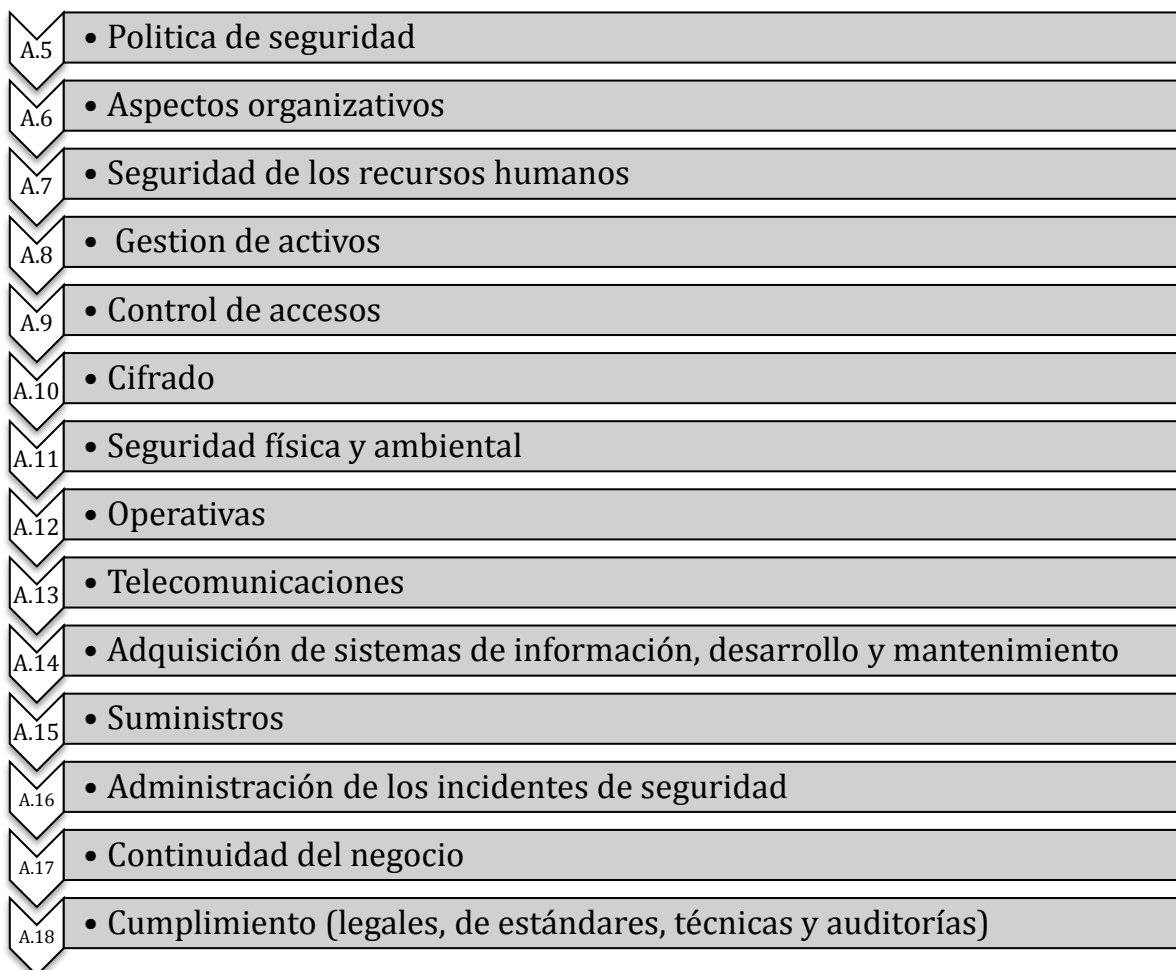 A.5 • Politica de seguridad
A.6 • Aspectos organizativos
A.7 • Seguridad de los recursos humanos
A.8 • Gestion de activos
A.9 • Control de accesos
A.10 • Cifrado
A.11 • Seguridad física y ambiental
A.12 • Operativas
A.13 • Telecomunicaciones
A.14 • Adquisición de sistemas de información, desarrollo y mantenimiento
A.15 • Suministros
A.16 • Administración de los incidentes de seguridad
A.17 • Continuidad del negocio
A.18 • Cumplimiento (legales, de estándares, técnicas y auditorías)